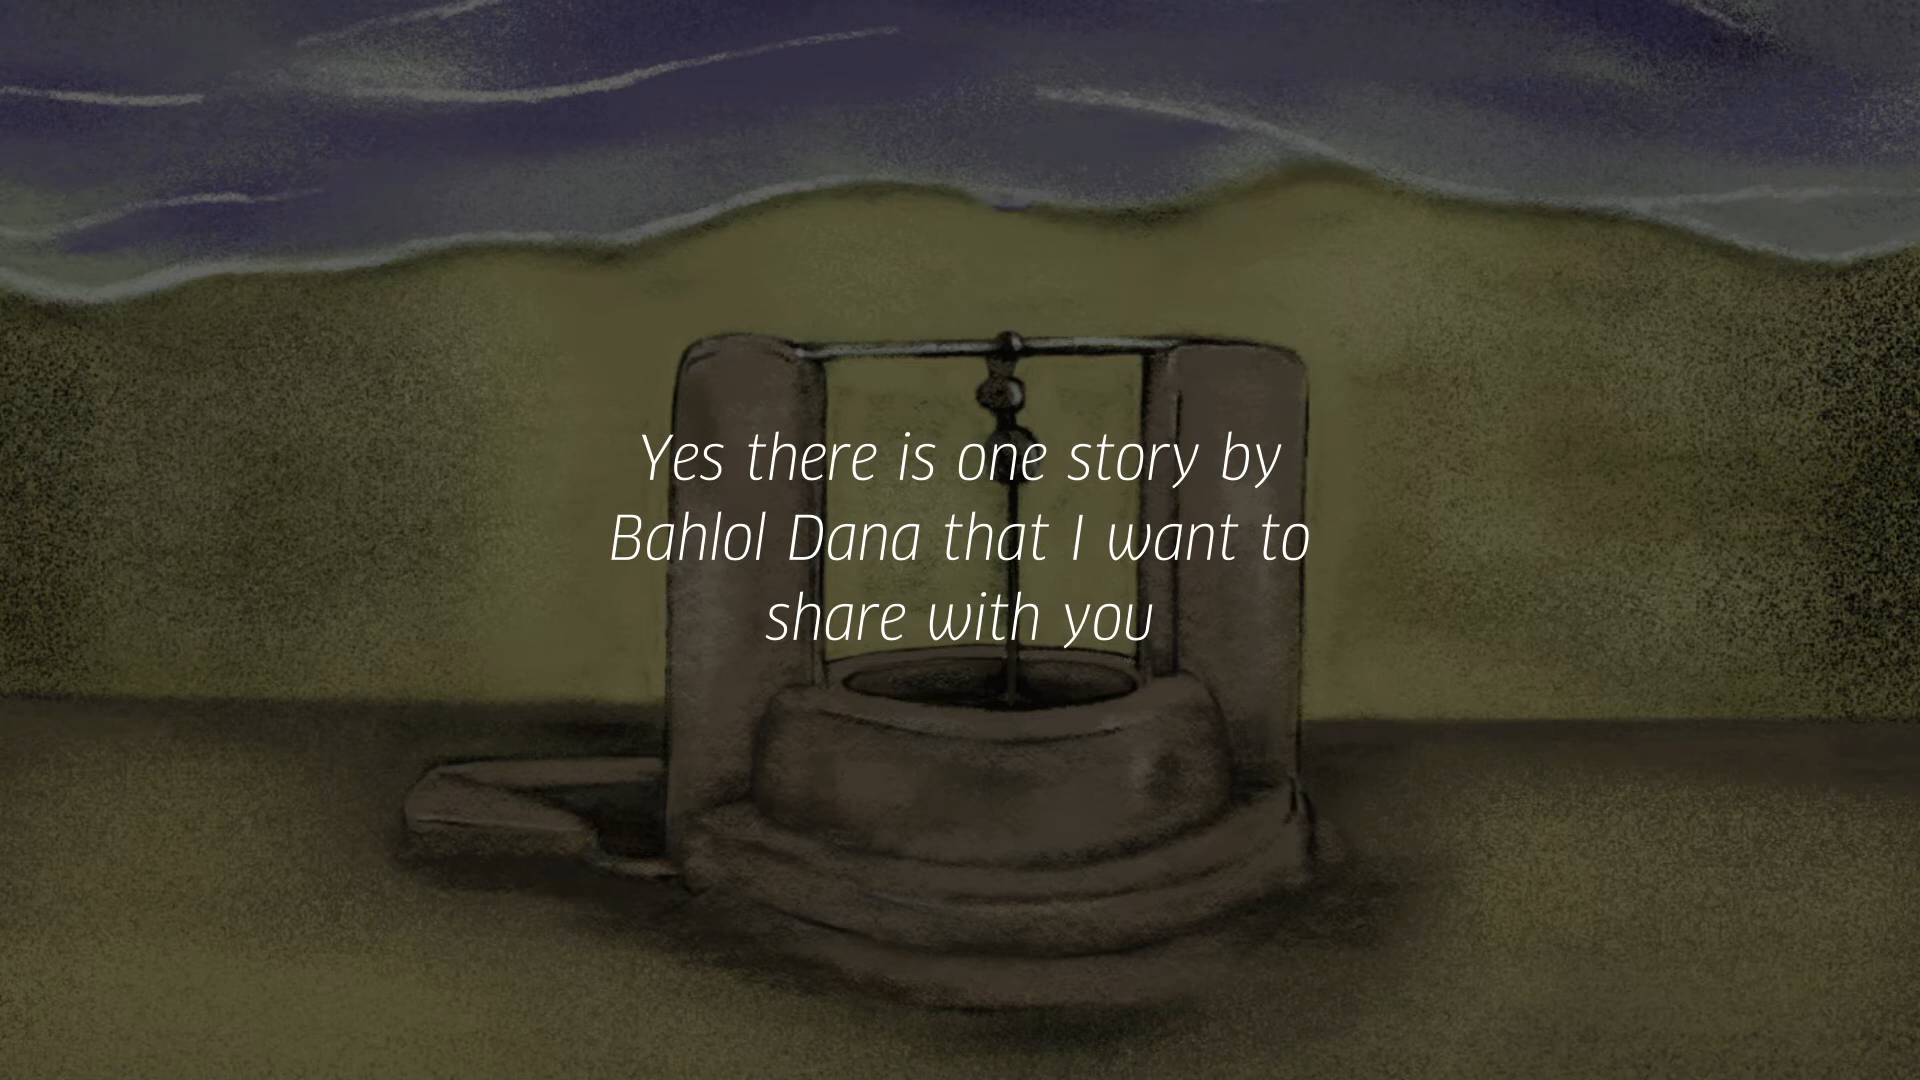 Yes there is one story by
Bahlol Dana that I want to
share with you